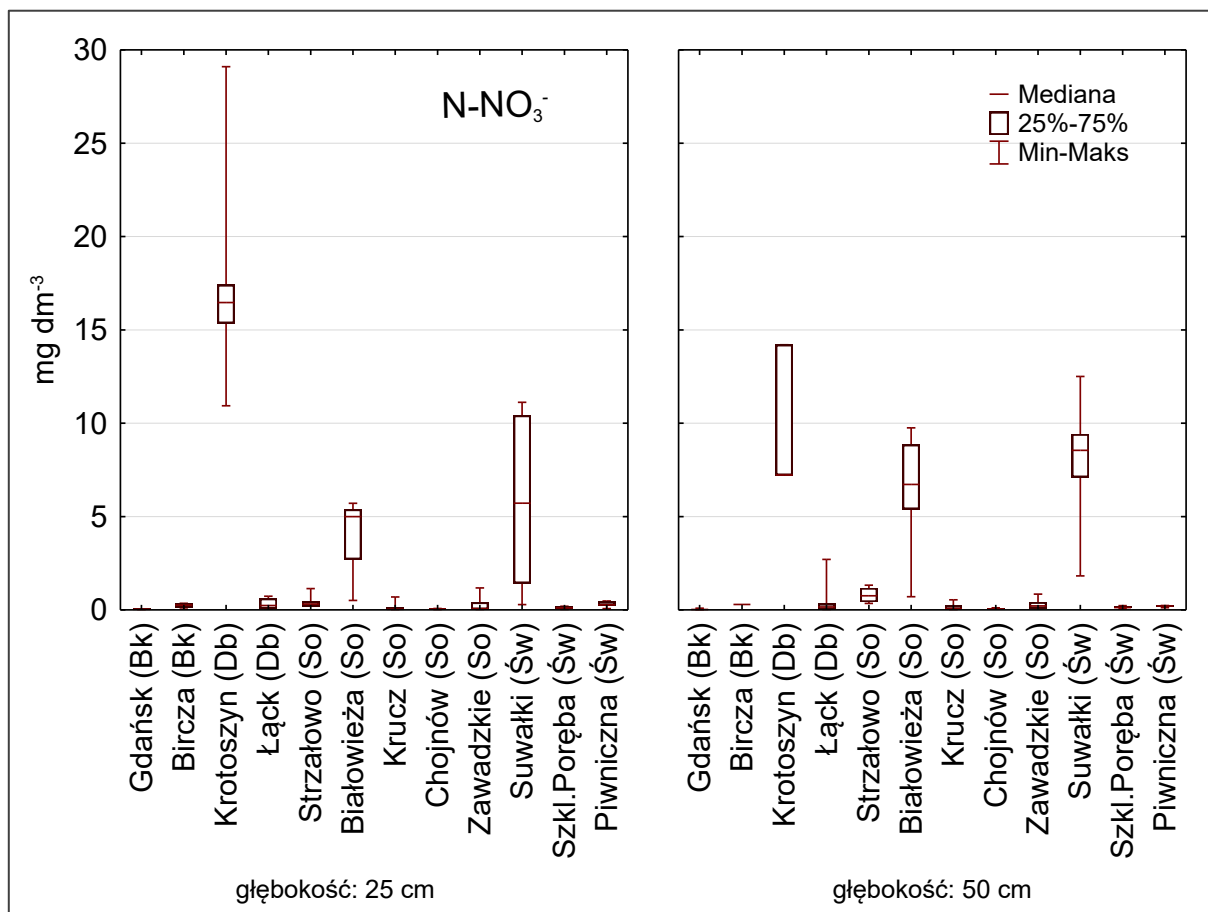 N-NO₃⁻
mg dm⁻³
30
25
20
15
10
5
0
Mediana
25%-75%
Min-Maks
Gdańsk (Bk)
Bircza (Bk)
Krotoszyn (Db)
Łąck (Db)
Strzałowo (So)
Białowieża (So)
Krucz (So)
Chojnów (So)
Zawadzkie (So)
Suwałki (Św)
Szkl.Poręba (Św)
Piwniczna (Św)
Gdańsk (Bk)
Bircza (Bk)
Krotoszyn (Db)
Łąck (Db)
Strzałowo (So)
Białowieża (So)
Krucz (So)
Chojnów (So)
Zawadzkie (So)
Suwałki (Św)
Szkl.Poręba (Św)
Piwniczna (Św)
głębokość: 25 cm
głębokość: 50 cm